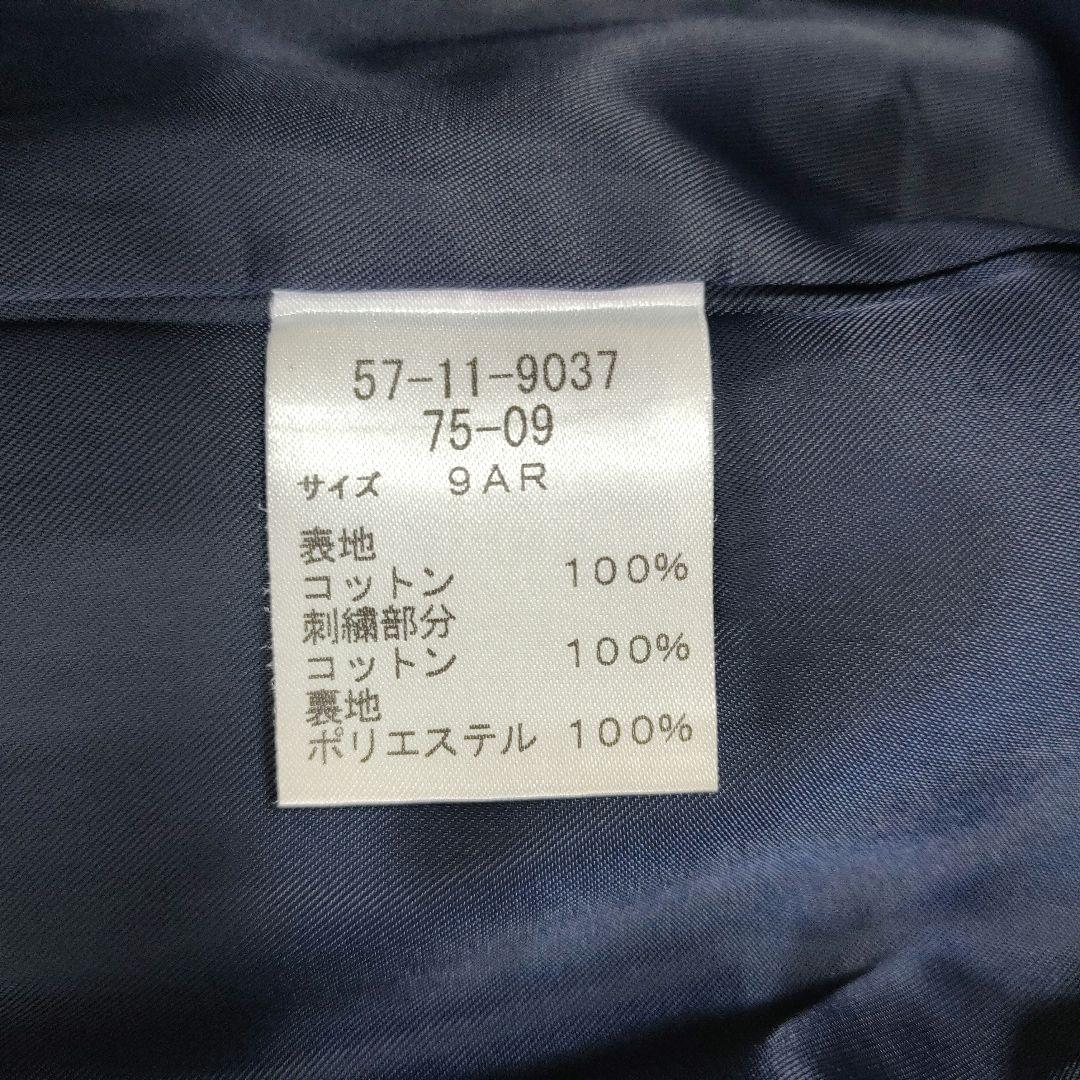 57-11-9037
75-09
サイズ 9AR
表地
コットン 100%
刺繍部分
コットン 100%
裏地
ポリエステル 100%